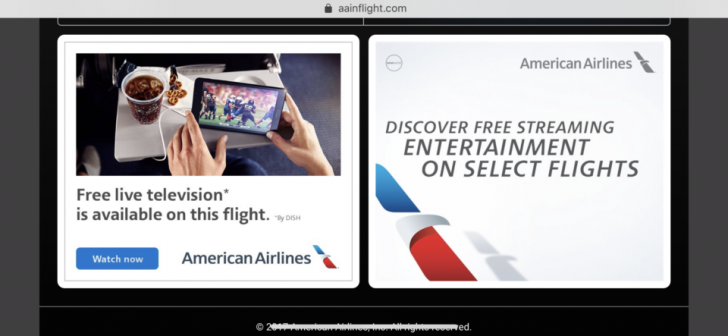 aainflight.com
Free live television*
is available on this flight. *By DISH
Watch now
American Airlines
American Airlines
DISCOVER FREE STREAMING
ENTERTAINMENT
ON SELECT FLIGHTS
© 2017 American Airlines, Inc. All rights reserved.